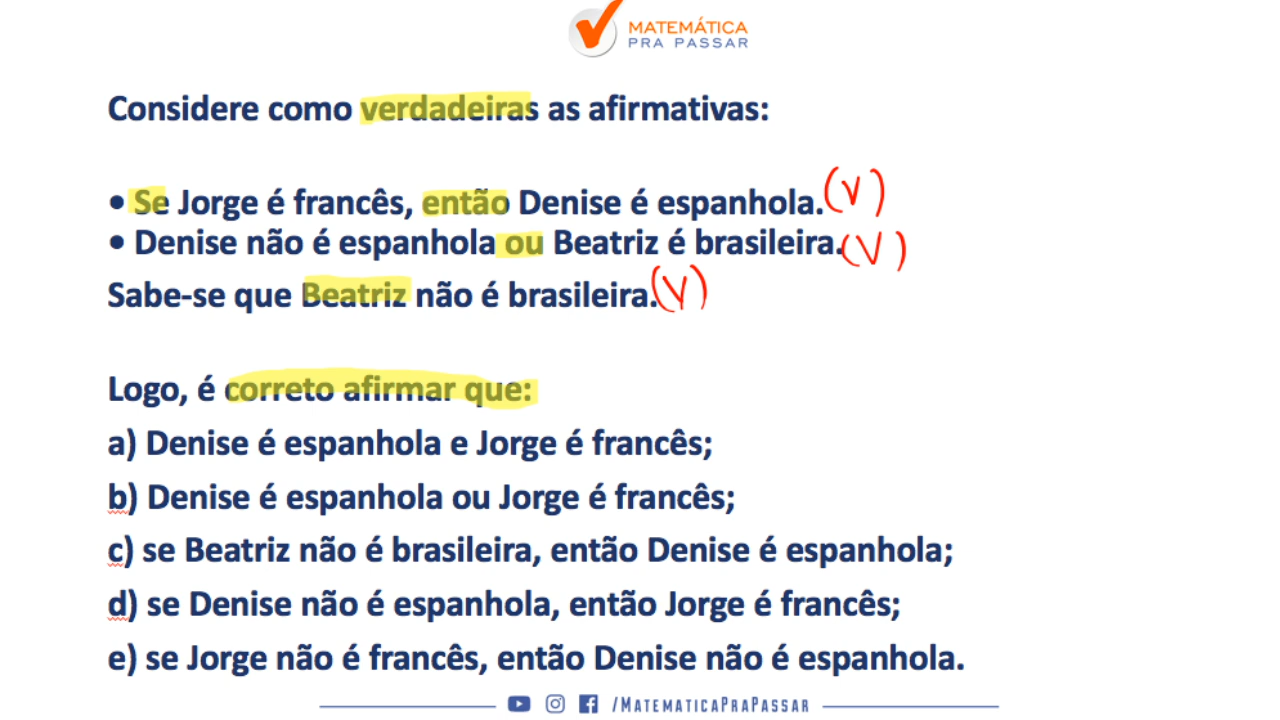 MATEMÁTICA
PRA PASSAR
Considere como verdadeiras as afirmativas:
• Se Jorge é francês, então Denise é espanhola. (V)
• Denise não é espanhola ou Beatriz é brasileira. (V)
Sabe-se que Beatriz não é brasileira. (V)
Logo, é correto afirmar que:
a) Denise é espanhola e Jorge é francês;
b) Denise é espanhola ou Jorge é francês;
c) se Beatriz não é brasileira, então Denise é espanhola;
d) se Denise não é espanhola, então Jorge é francês;
e) se Jorge não é francês, então Denise não é espanhola.
/MATEMATICAPRAPASSAR